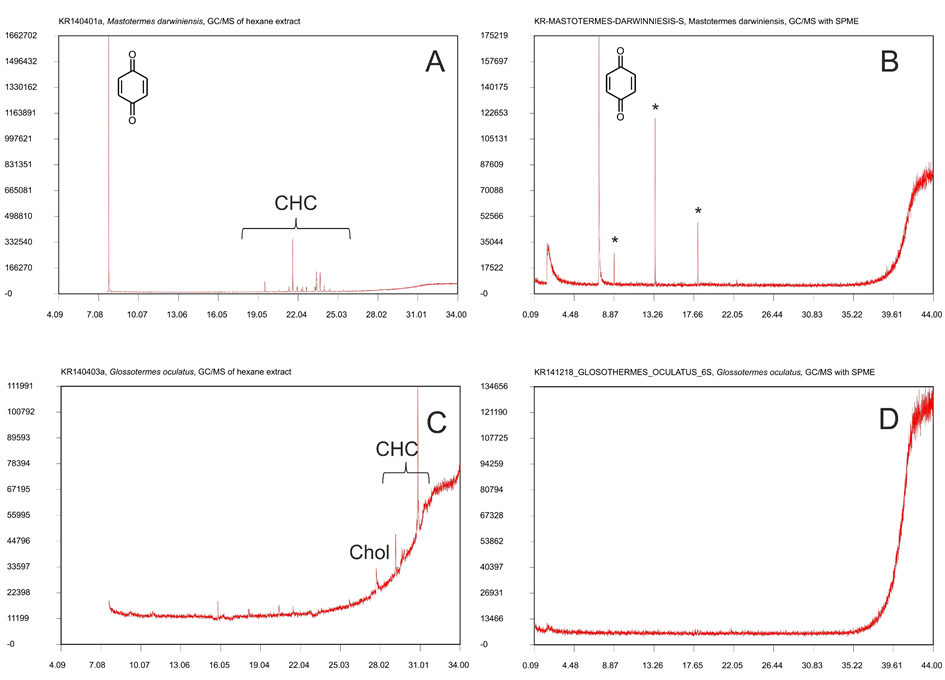 KR140401a, Mastotermes darwiniensis, GC/MS of hexane extract
1662702
1496432
1330162
1163891
997621
831351
665081
498810
332540
166270
-0
O
O
CHC
A
4.09 7.08 10.07 13.06 16.05 19.04 22.04 25.03 28.02 31.01 34.00
KR-MASTOTERMES-DARWINNIESIS-S, Mastotermes darwiniensis, GC/MS with SPME
175219
157697
140175
122653
105131
87609
70088
52566
35044
17522
-0
O
O
*
*
*
B
0.09 4.48 8.87 13.26 17.65 22.05 26.44 30.83 35.22 39.61 44.00
KR140403a, Glossotermes oculatus, GC/MS of hexane extract
111991
100792
89593
78394
67195
55995
44796
33597
22398
11199
-0
C
CHC
Chol
4.09 7.08 10.07 13.06 16.05 19.04 22.04 25.03 28.02 31.01 34.00
KR141218_GLOSOTHERMES_OCULATUS_6S, Glossotermes oculatus, GC/MS with SPME
134656
121190
107725
94259
80794
67328
53862
40397
26931
13466
-0
D
0.09 4.48 8.87 13.26 17.65 22.05 26.44 30.83 35.22 39.61 44.00